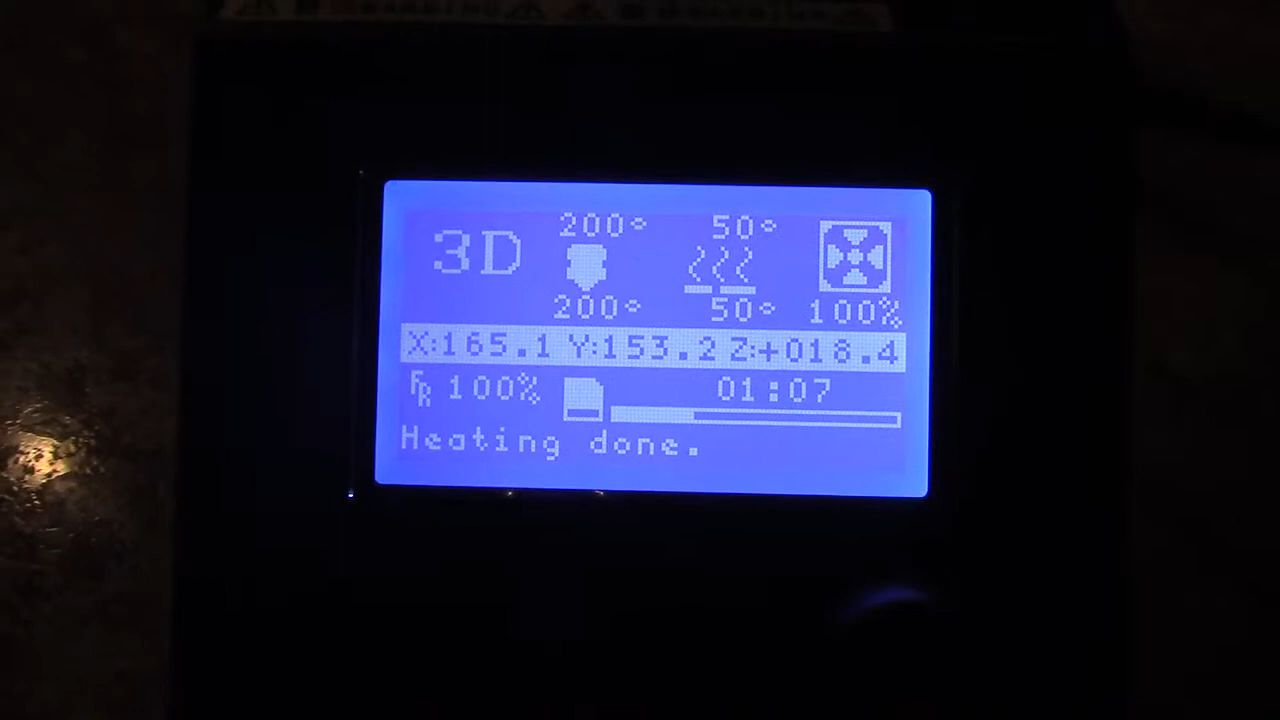 200° 50°
3D
200° 50° 100%
X:165.1 Y:153.2 Z:+018.4
FR 100% 01:07
Heating done.